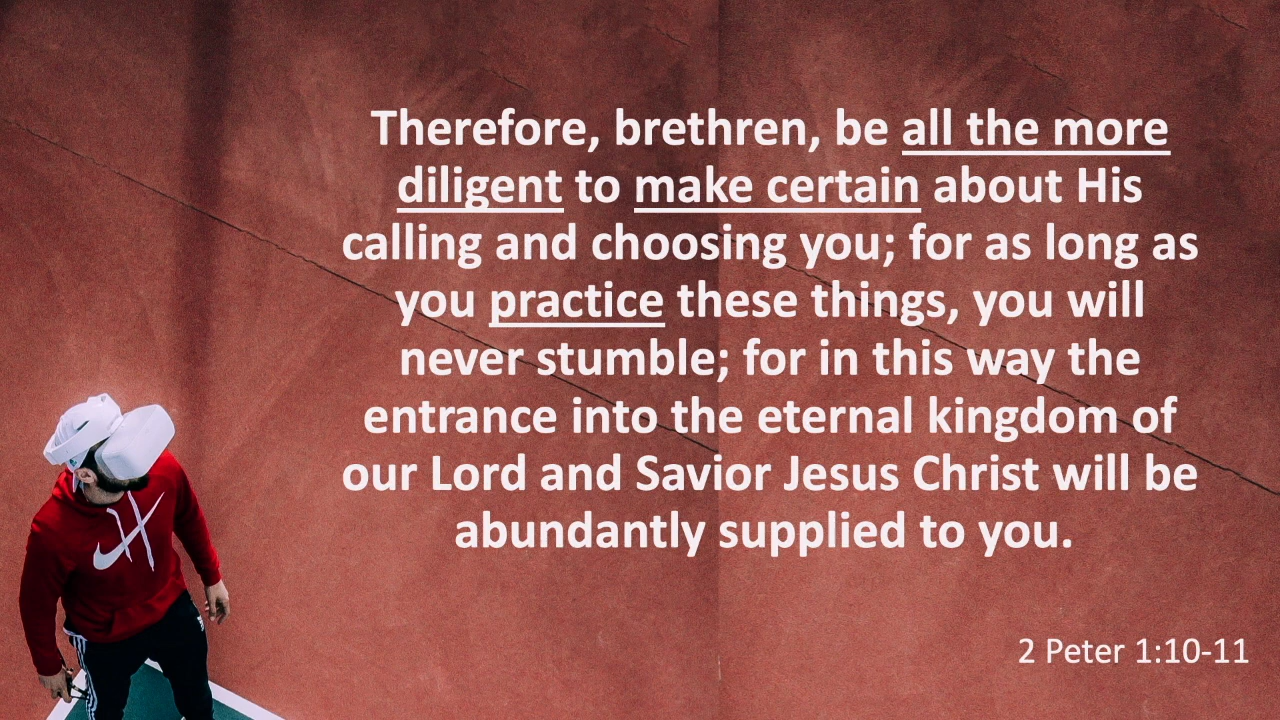 Therefore, brethren, be all the more
diligent to make certain about His
calling and choosing you; for as long as
you practice these things, you will
never stumble; for in this way the
entrance into the eternal kingdom of
our Lord and Savior Jesus Christ will be
abundantly supplied to you.
2 Peter 1:10-11